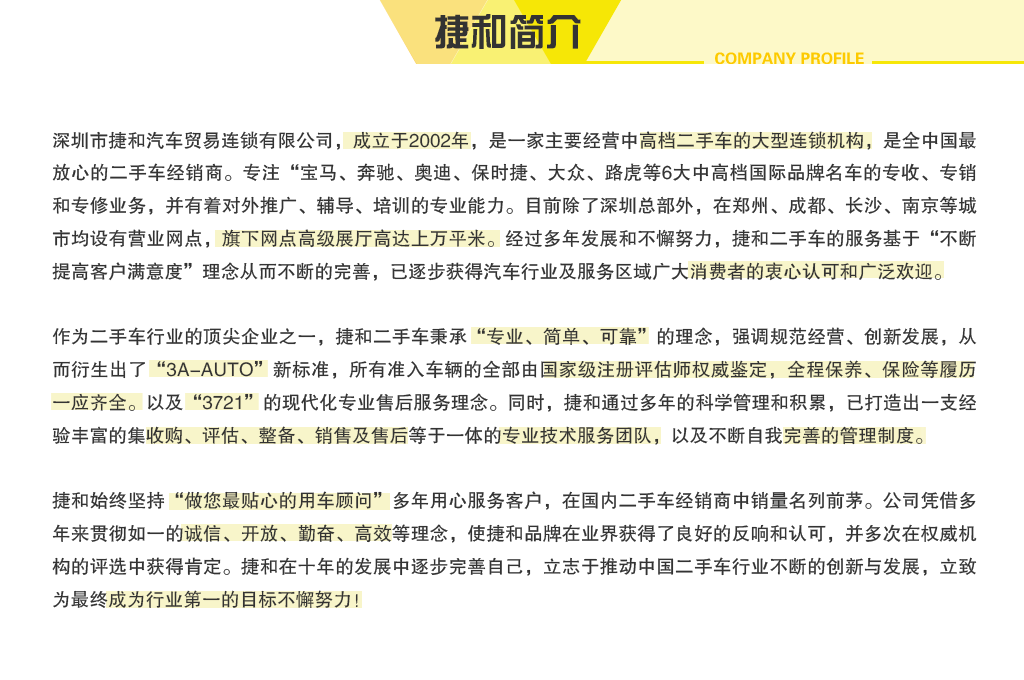 捷和简介
COMPANY PROFILE
深圳市捷和汽车贸易连锁有限公司，成立于2002年，是一家主要经营中高档二手车的大型连锁机构，是全中国最
放心的二手车经销商。专注“宝马、奔驰、奥迪、保时捷、大众、路虎等6大中高档国际品牌名车的专收、专销
和专修业务，并有着对外推广、辅导、培训的专业能力。目前除了深圳总部外，在郑州、成都、长沙、南京等城
市均设有营业网点，旗下网点高级展厅高达上万平米。经过多年发展和不懈努力，捷和二手车的服务基于“不断
提高客户满意度”理念从而不断的完善，已逐步获得汽车行业及服务区域广大消费者的衷心认可和广泛欢迎。
作为二手车行业的顶尖企业之一，捷和二手车秉承“专业、简单、可靠”的理念，强调规范经营、创新发展，从
而衍生出了“3A-AUTO”新标准，所有准入车辆的全部由国家级注册评估师权威鉴定，全程保养、保险等履历
一应齐全。以及“3721”的现代化专业售后服务理念。同时，捷和通过多年的科学管理和积累，已打造出一支经
验丰富的集收购、评估、整备、销售及售后等于一体的专业技术服务团队，以及不断自我完善的管理制度。
捷和始终坚持“做您最贴心的用车顾问”多年用心服务客户，在国内二手车经销商中销量名列前茅。公司凭借多
年来贯彻如一的诚信、开放、勤奋、高效等理念，使捷和品牌在业界获得了良好的反响和认可，并多次在权威机
构的评选中获得肯定。捷和在十年的发展中逐步完善自己，立志于推动中国二手车行业不断的创新与发展，立致
为最终成为行业第一的目标不懈努力！